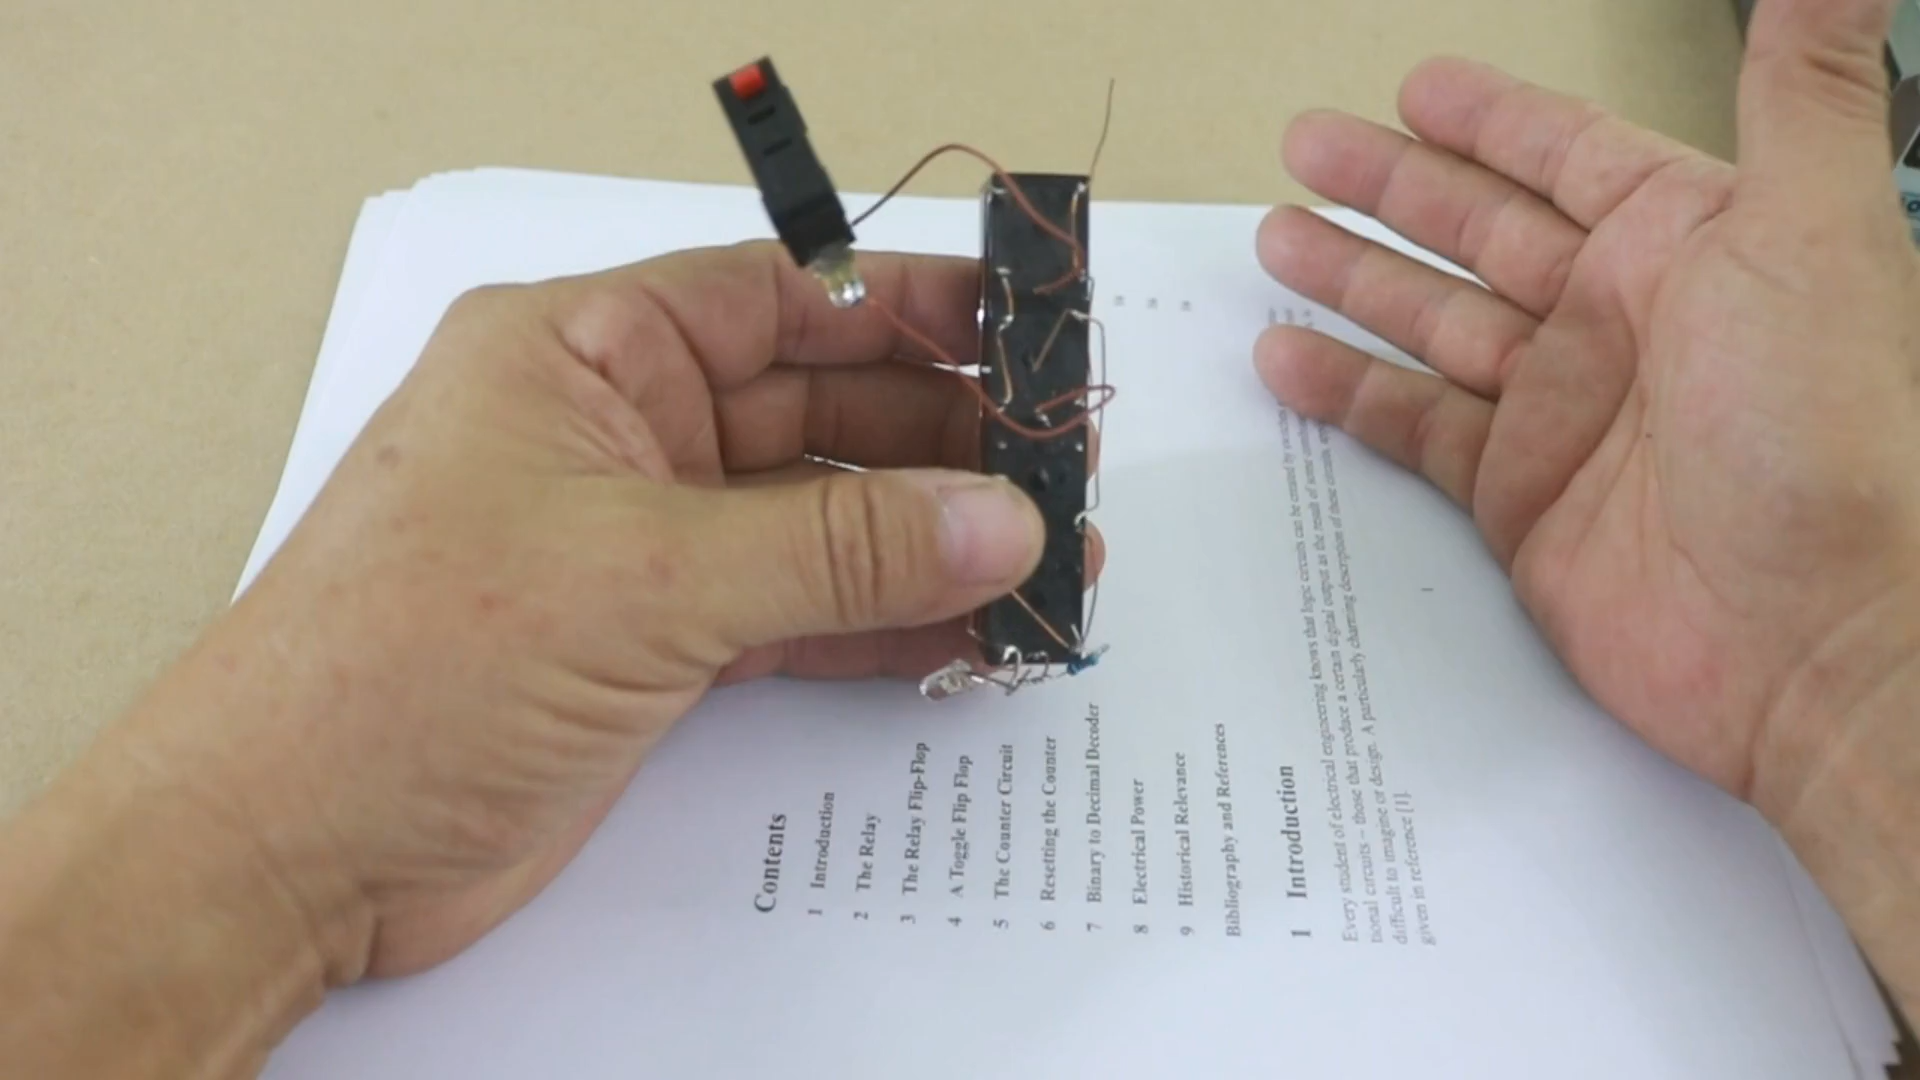 Contents
1 Introduction
2 The Relay
3 The Relay Flip-Flop
4 A Toggle Flip Flop
5 The Counter Circuit
6 Resetting the Counter
7 Binary to Decimal Decoder
8 Electrical Power
9 Historical Relevance
Bibliography and References
1 Introduction
Every student of electrical engineering knows that logic circuits can be created by switches
tional circuits – those that produce a certain digital output as the result of some
difficult to imagine or design. A particularly charming description of these circuits,
given in reference [1].
1